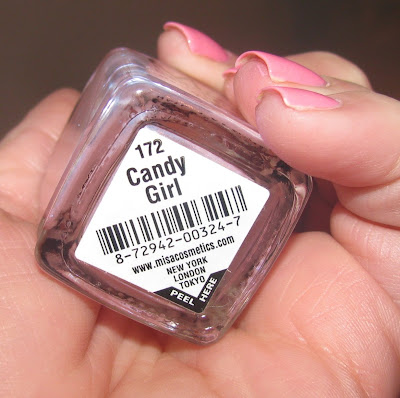 172
Candy
Girl
8-72942-00324-7
www.misacosmetics.com
NEW YORK
LONDON
TOKYO
PEEL HERE